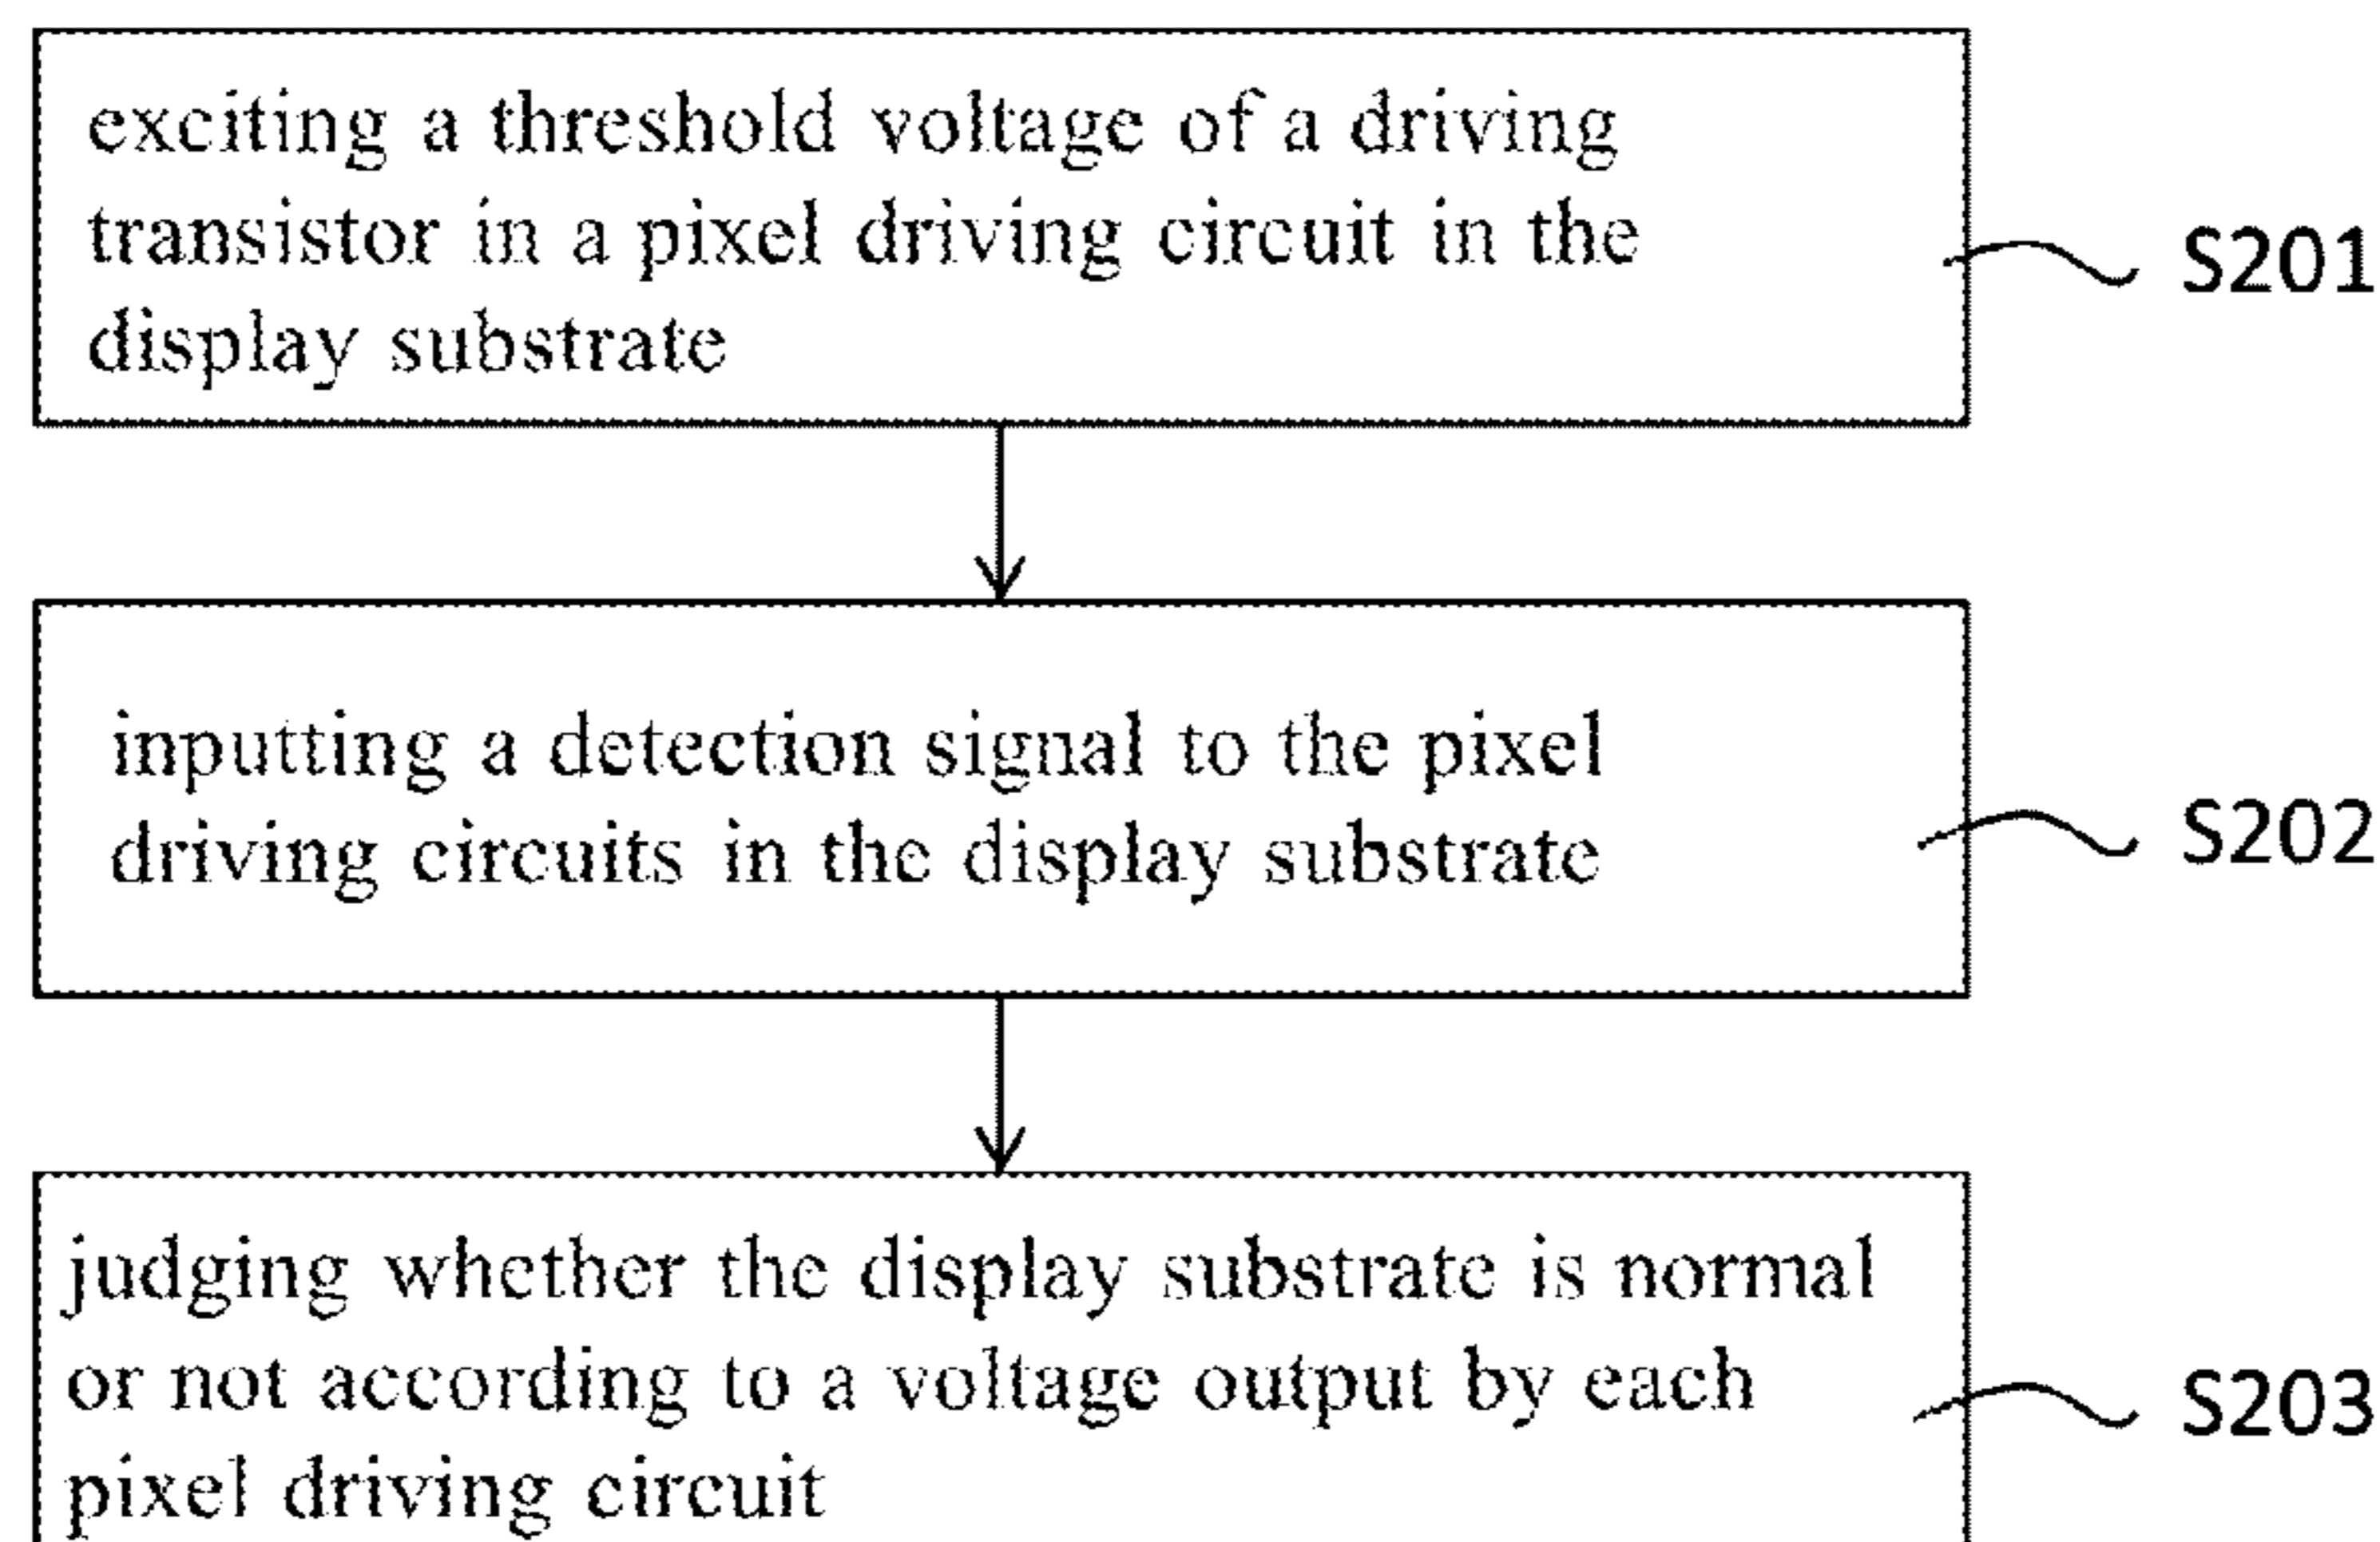 exciting a threshold voltage of a driving
transistor in a pixel driving circuit in the
display substrate
S201
inputting a detection signal to the pixel
driving circuits in the display substrate
S202
judging whether the display substrate is normal
or not according to a voltage output by each
pixel driving circuit
S203